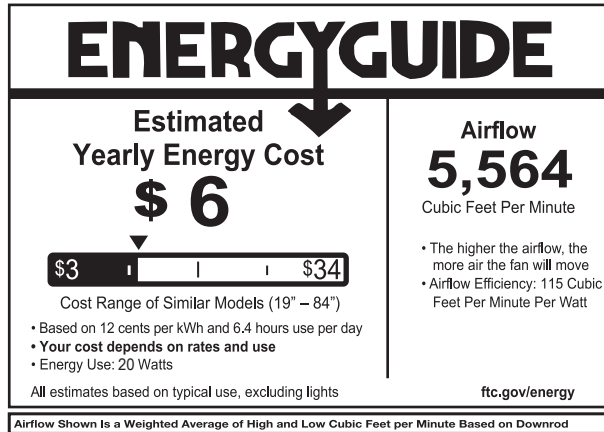 ENERGYGUIDE
Estimated
Yearly Energy Cost
$ 6
$3
$34
Cost Range of Similar Models (19” – 84”)
• Based on 12 cents per kWh and 6.4 hours use per day
• Your cost depends on rates and use
• Energy Use: 20 Watts
All estimates based on typical use, excluding lights
Airflow
5,564
Cubic Feet Per Minute
• The higher the airflow, the
more air the fan will move
• Airflow Efficiency: 115 Cubic
Feet Per Minute Per Watt
ftc.gov/energy
Airflow Shown Is a Weighted Average of High and Low Cubic Feet per Minute Based on Downrod